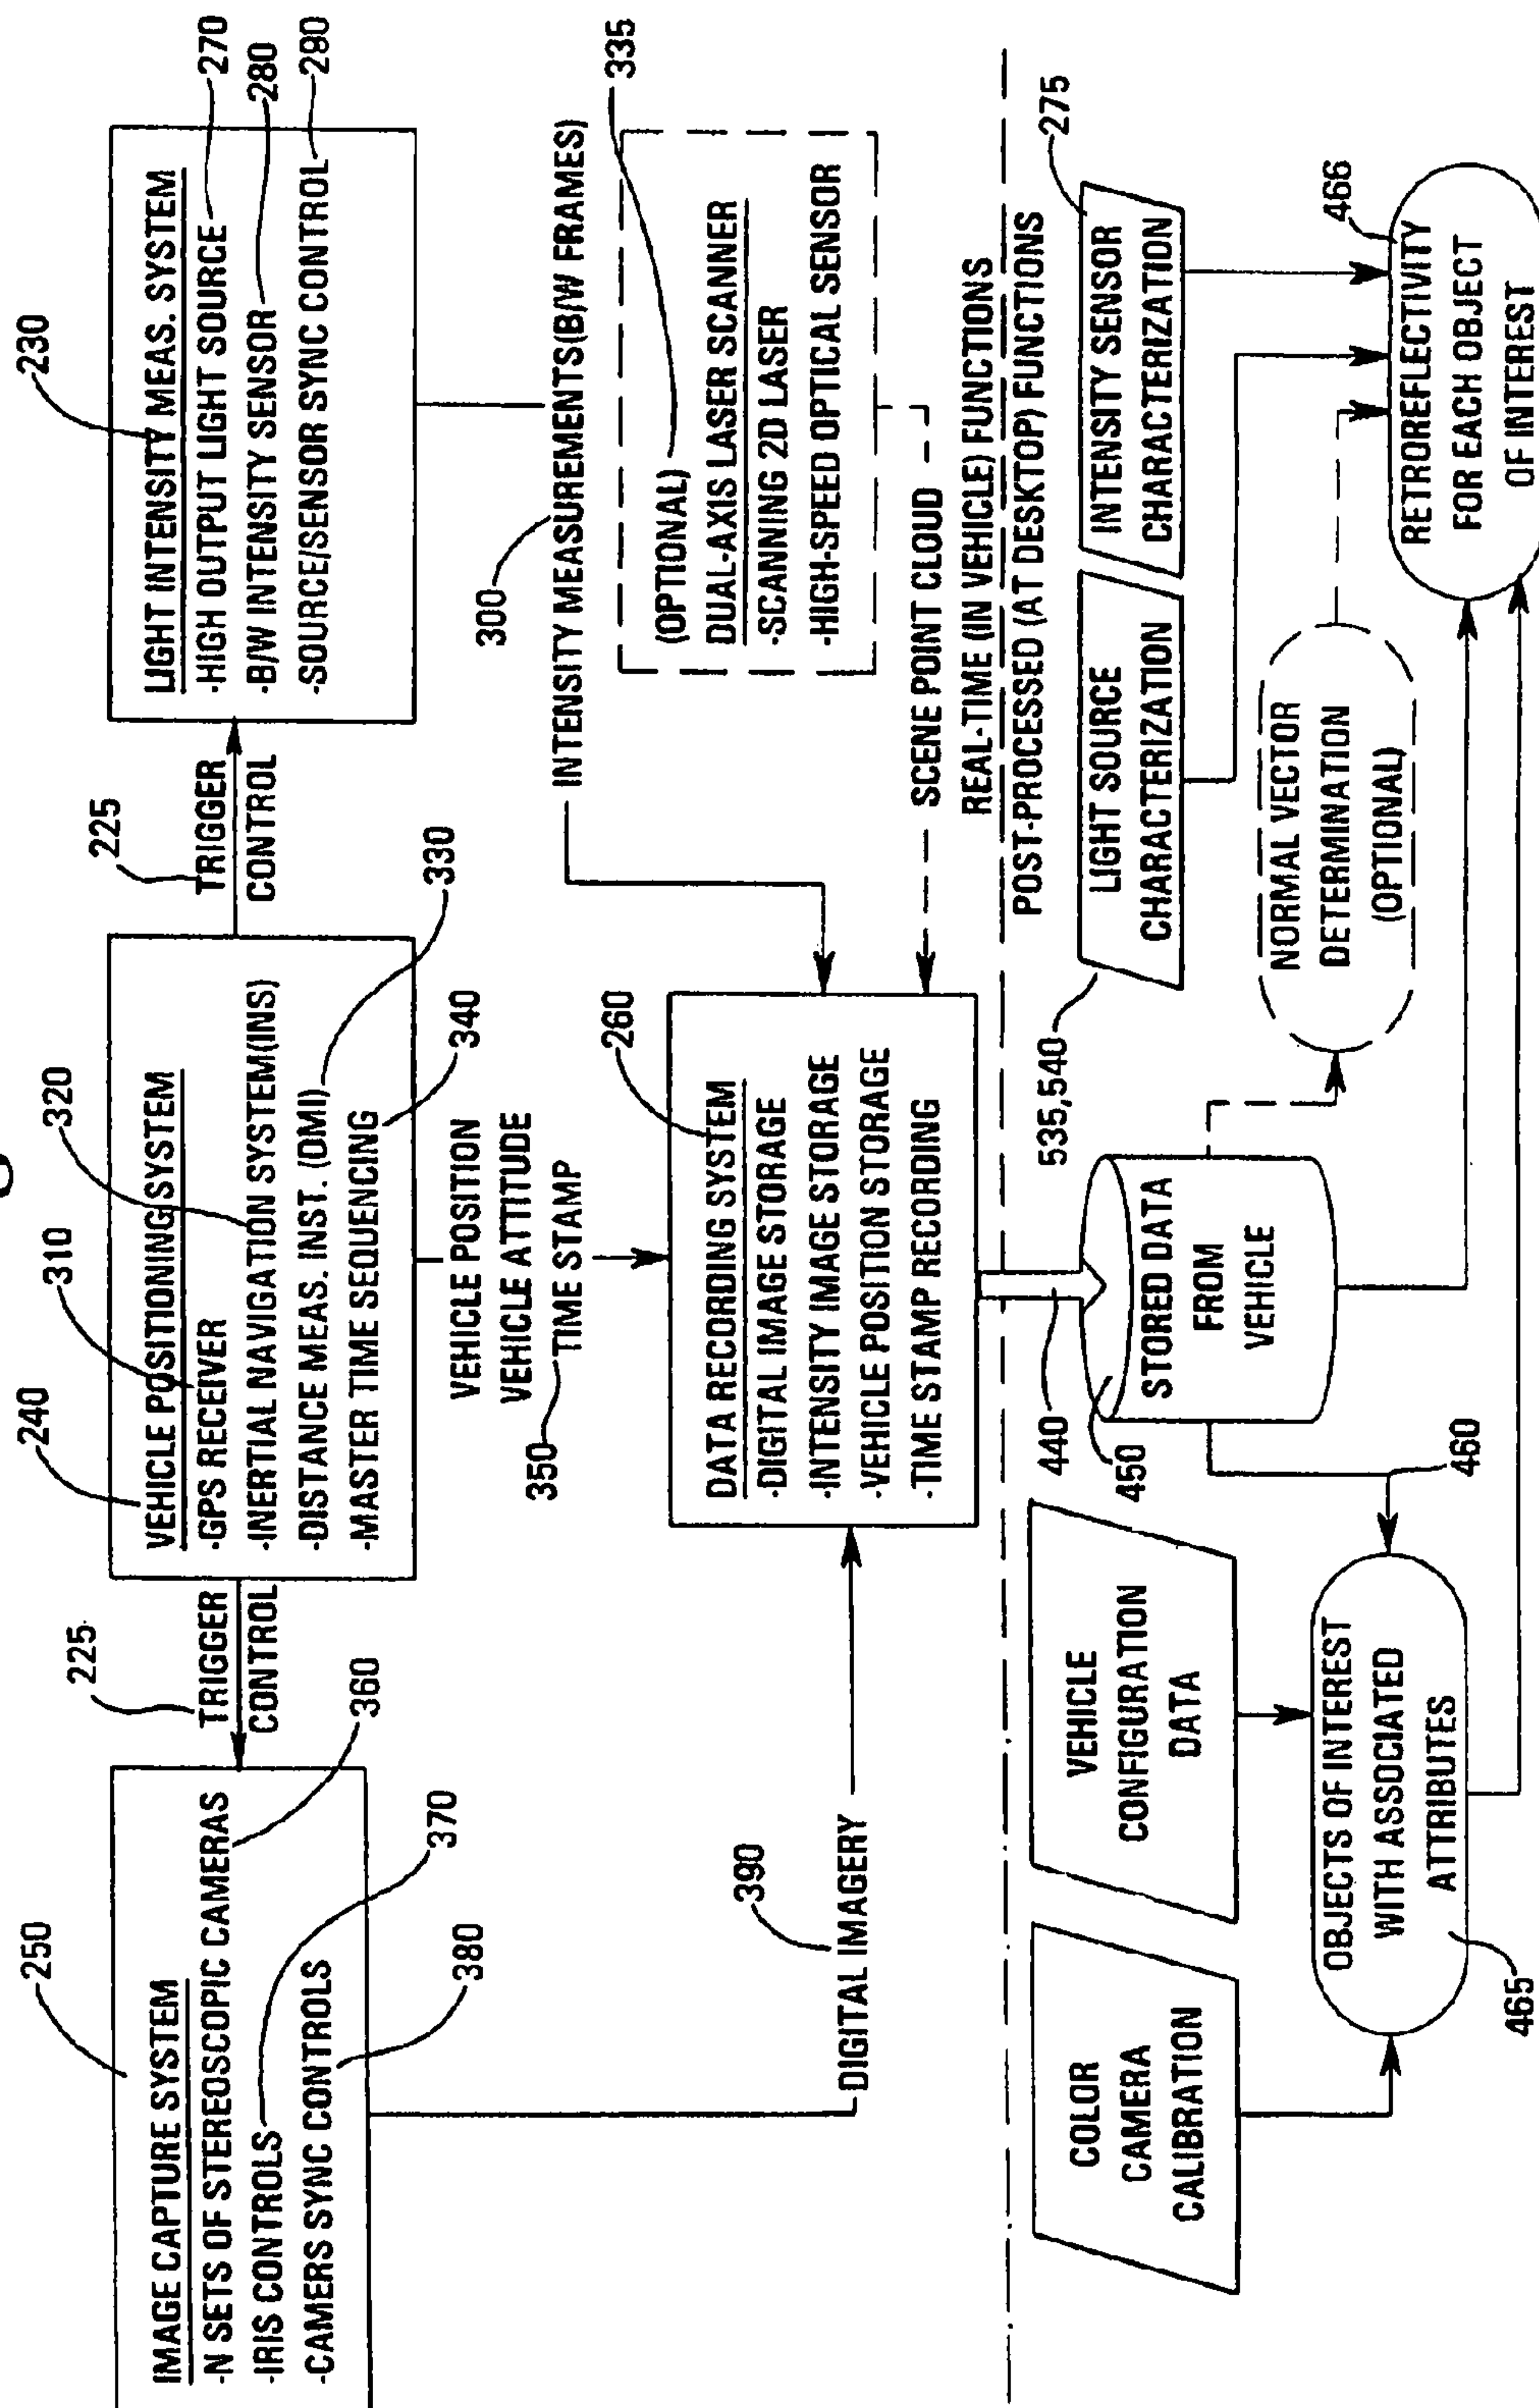 250
IMAGE CAPTURE SYSTEM
-N SETS OF STEREOSCOPIC CAMERAS
-IRIS CONTROLS
-CAMERS SYNC CONTROLS
360
370
380
225
TRIGGER
CONTROL
240
310
320
VEHICLE POSITIONING SYSTEM
-GPS RECEIVER
-INERTIAL NAVIGATION SYSTEM(INS)
-DISTANCE MEAS. INST. (DMI)
-MASTER TIME SEQUENCING
330
340
225
TRIGGER
CONTROL
230
LIGHT INTENSITY MEAS. SYSTEM
-HIGH OUTPUT LIGHT SOURCE
-B/W INTENSITY SENSOR
-SOURCE/SENSOR SYNC CONTROL
270
280
290
VEHICLE POSITION
VEHICLE ATTITUDE
350
TIME STAMP
300
INTENSITY MEASUREMENTS(B/W FRAMES)
335
(OPTIONAL)
DUAL-AXIS LASER SCANNER
-SCANNING 2D LASER
-HIGH-SPEED OPTICAL SENSOR
260
DATA RECORDING SYSTEM
-DIGITAL IMAGE STORAGE
-INTENSITY IMAGE STORAGE
-VEHICLE POSITION STORAGE
-TIME STAMP RECORDING
390
DIGITAL IMAGERY
SCENE POINT CLOUD
REAL-TIME (IN VEHICLE) FUNCTIONS
POST-PROCESSED (AT DESKTOP) FUNCTIONS
COLOR
CAMERA
CALIBRATION
VEHICLE
CONFIGURATION
DATA
440
450
STORED DATA
FROM
VEHICLE
535,540
LIGHT SOURCE
CHARACTERIZATION
275
INTENSITY SENSOR
CHARACTERIZATION
NORMAL VECTOR
DETERMINATION
(OPTIONAL)
460
OBJECTS OF INTEREST
WITH ASSOCIATED
ATTRIBUTES
465
466
RETROREFLECTIVITY
FOR EACH OBJECT
OF INTEREST